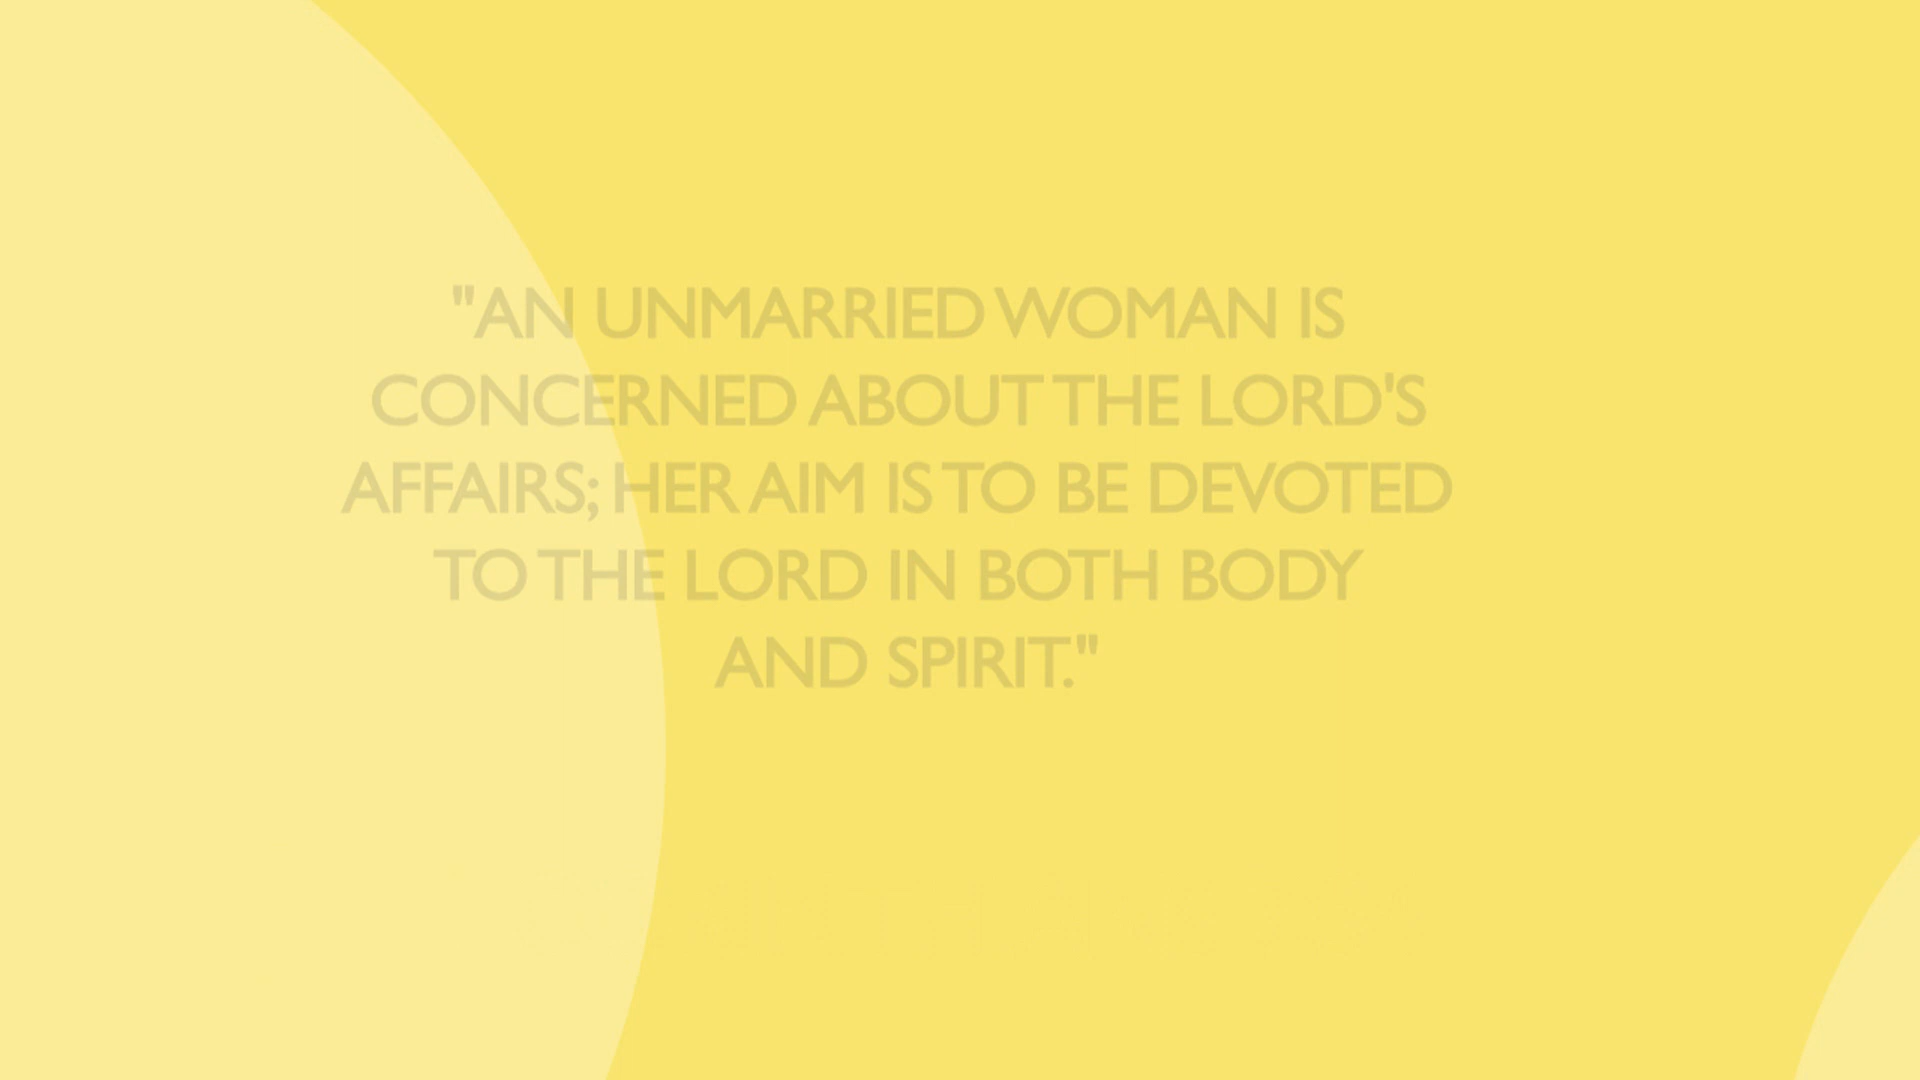 "AN UNMARRIED WOMAN IS
CONCERNED ABOUT THE LORD'S
AFFAIRS; HER AIM IS TO BE DEVOTED
TO THE LORD IN BOTH BODY
AND SPIRIT."